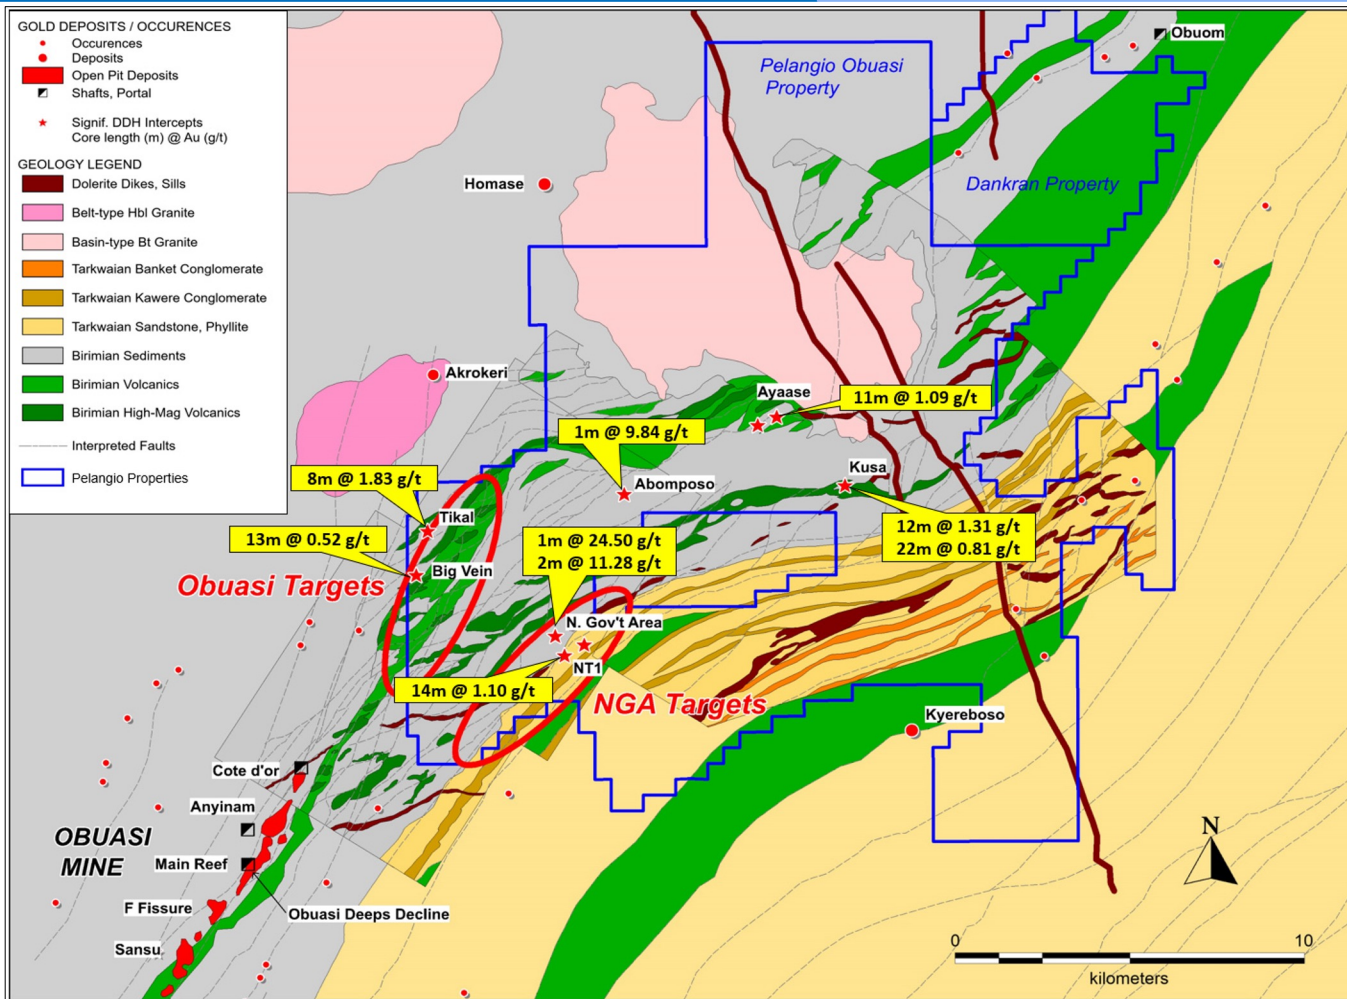 GOLD DEPOSITS / OCCURENCES
Occurences
Deposits
Open Pit Deposits
Shafts, Portal
Signif. DDH Intercepts
Core length (m) @ Au (g/t)
GEOLOGY LEGEND
Dolerite Dikes, Sills
Belt-type Hbl Granite
Basin-type Bt Granite
Tarkwaian Banket Conglomerate
Tarkwaian Kawere Conglomerate
Tarkwaian Sandstone, Phyllite
Birimian Sediments
Birimian Volcanics
Birimian High-Mag Volcanics
Interpreted Faults
Pelangio Properties
Obuom
Pelangio Obuasi
Property
Dankran Property
Homase
Akrokeri
Ayaase
11m @ 1.09 g/t
1m @ 9.84 g/t
Abomposo
Kusa
8m @ 1.83 g/t
Tikal
12m @ 1.31 g/t
22m @ 0.81 g/t
13m @ 0.52 g/t
1m @ 24.50 g/t
2m @ 11.28 g/t
Big Vein
Obuasi Targets
N. Gov't Area
NT1
14m @ 1.10 g/t
NGA Targets
Kyereboso
Cote d'or
Anyinam
OBUASI
MINE
Main Reef
F Fissure
Obuasi Deeps Decline
Sansu
N
0
10
kilometers